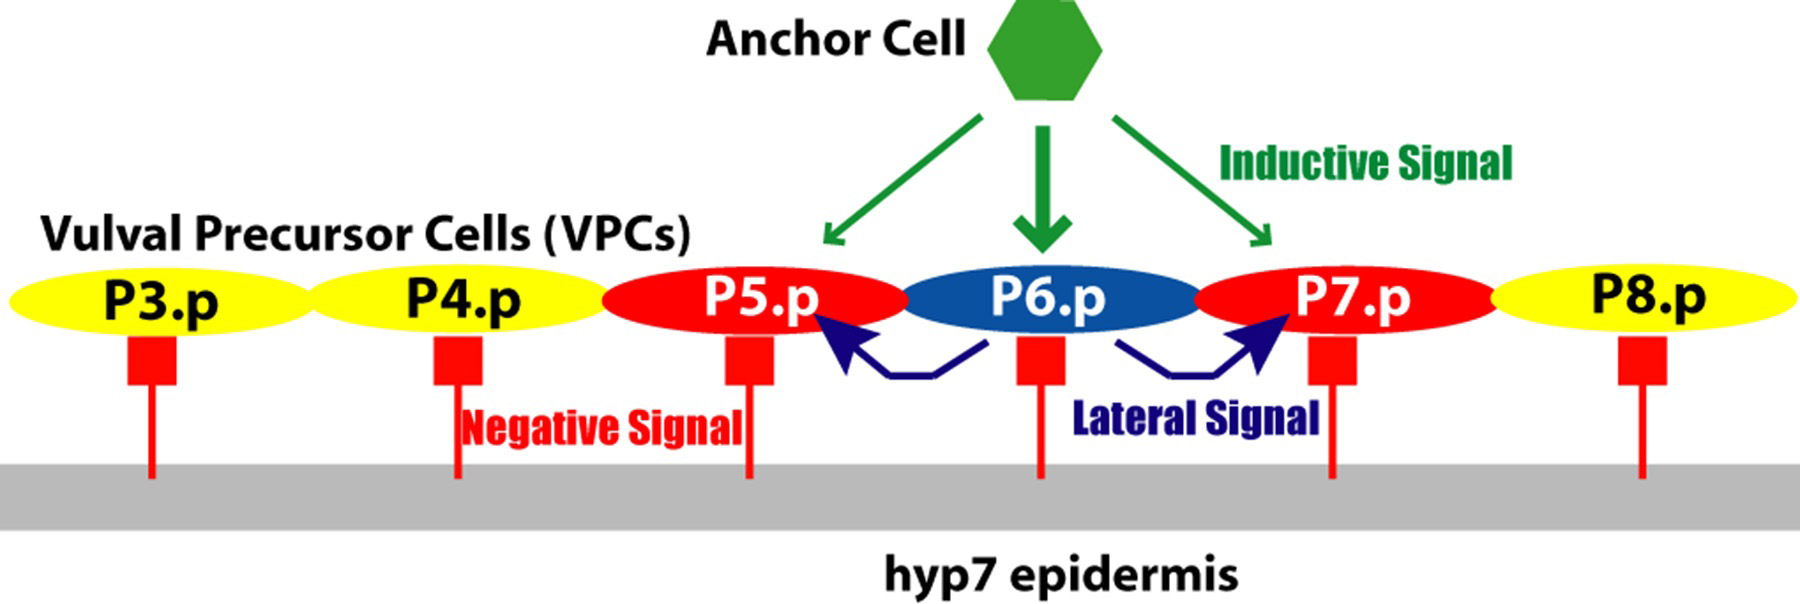 Anchor Cell
Inductive Signal
Vulval Precursor Cells (VPCs)
P3.p P4.p P5.p P6.p P7.p P8.p
Negative Signal
Lateral Signal
hyp7 epidermis